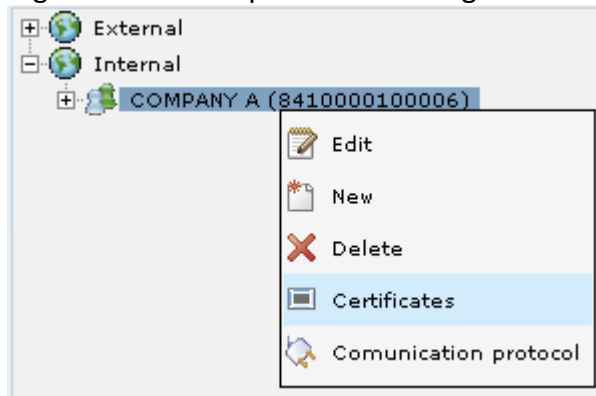 External
Internal
COMPANY A (8410000100006)
Edit
New
Delete
Certificates
Comunication protocol